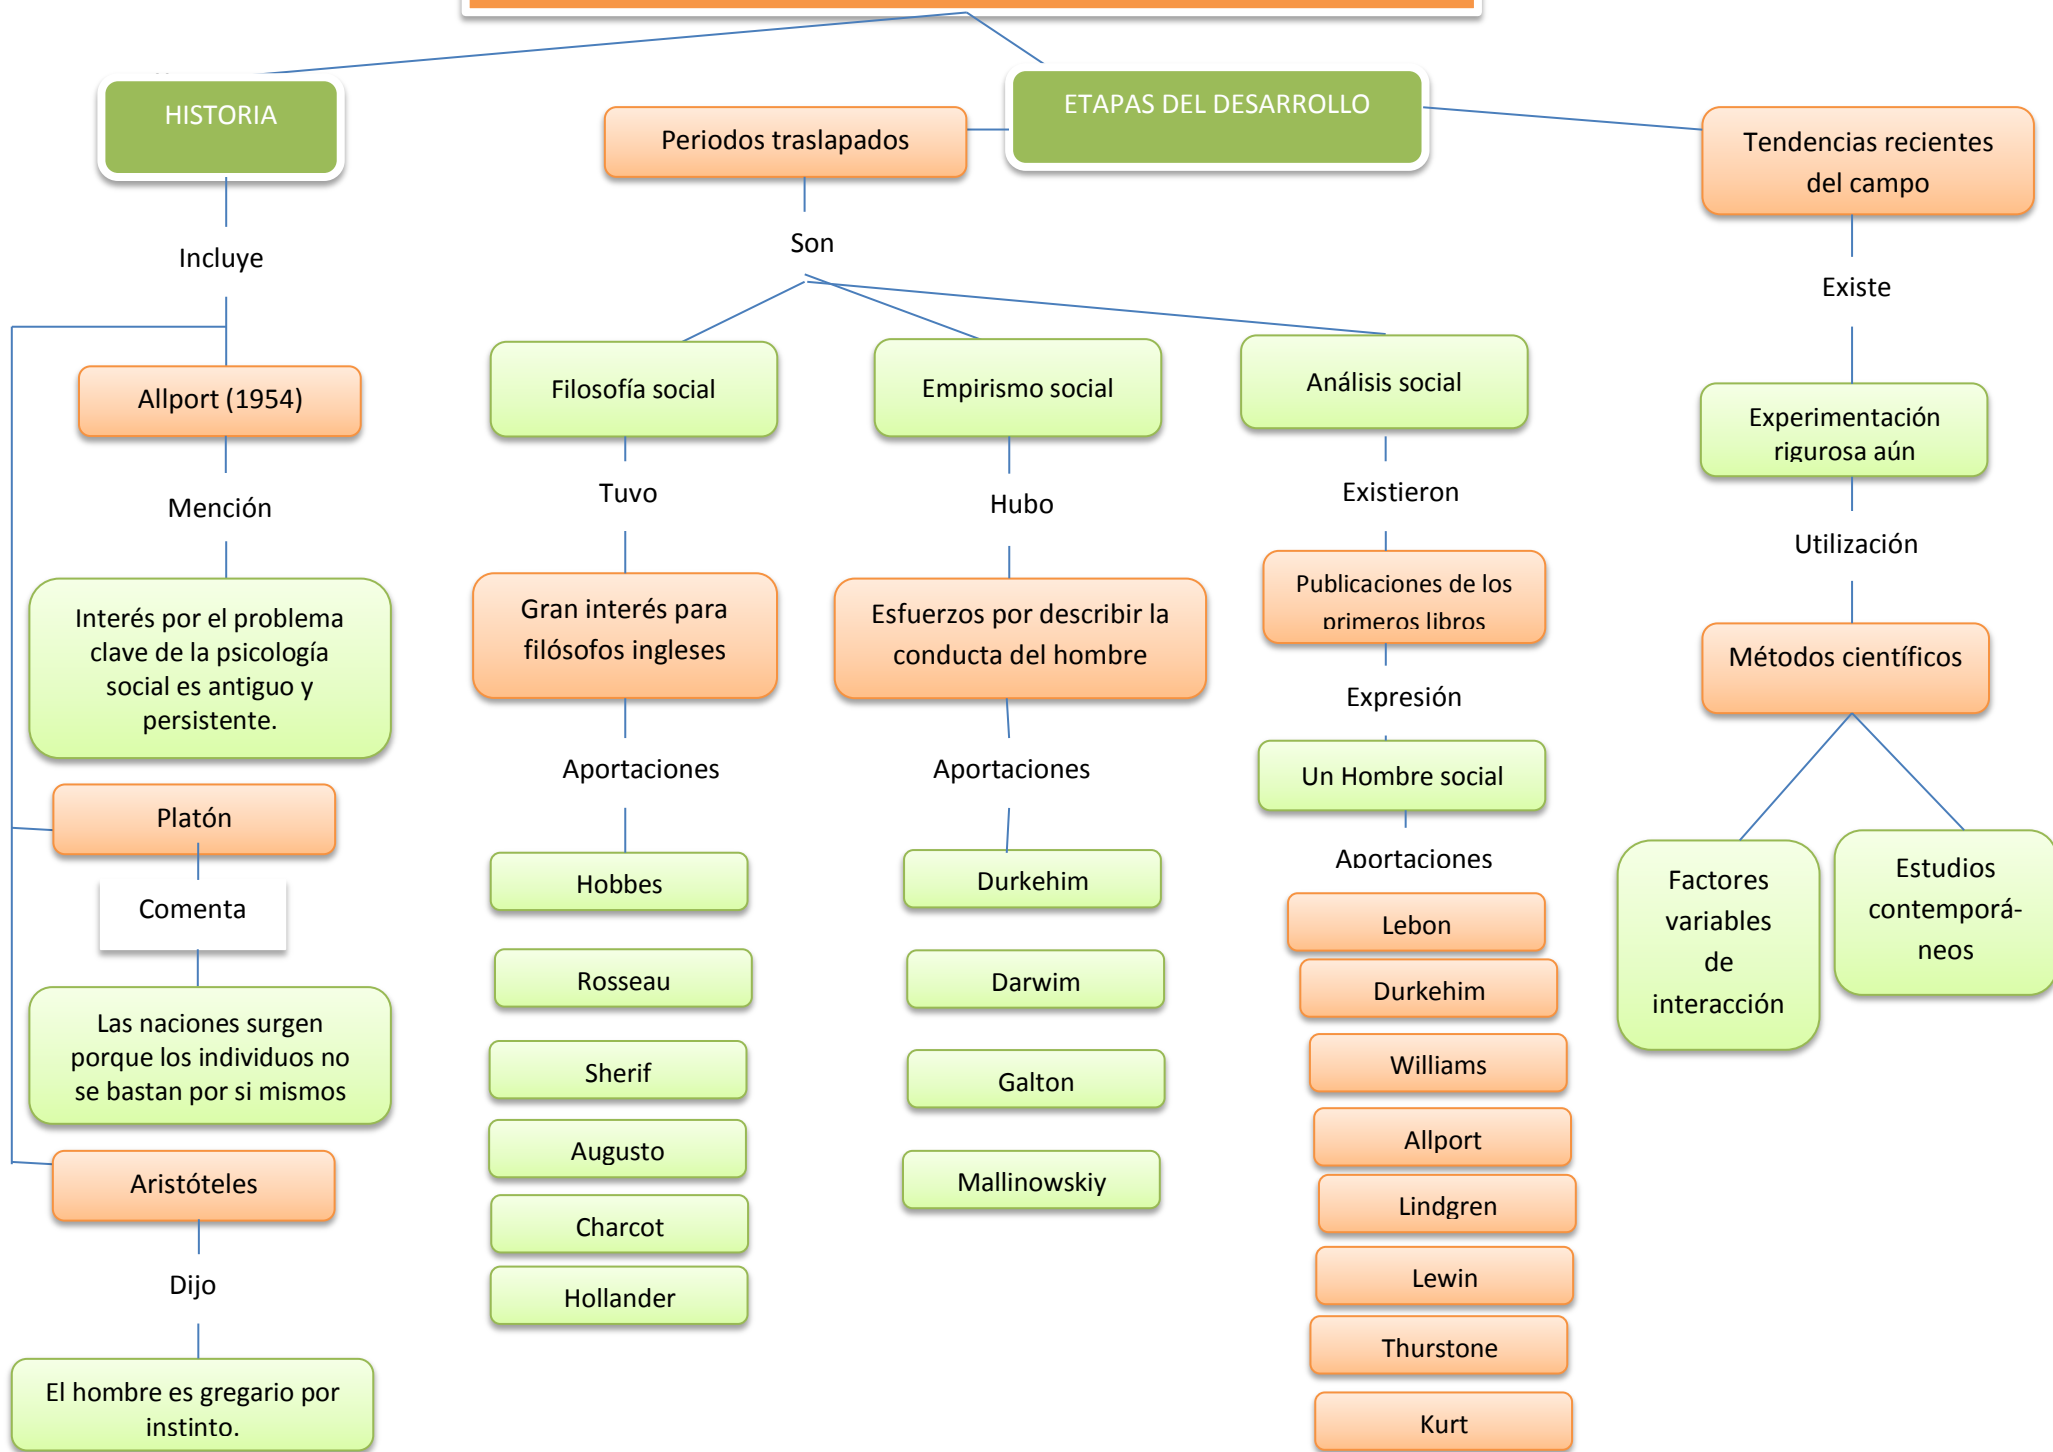 HISTORIA
ETAPAS DEL DESARROLLO
Periodos traslapados
Tendencias recientes
del campo
Incluye
Allport (1954)
Mención
Interés por el problema
clave de la psicología
social es antiguo y
persistente.
Platón
Comenta
Las naciones surgen
porque los individuos no
se bastan por si mismos
Aristóteles
Dijo
El hombre es gregario por
instinto.
Son
Filosofía social
Tuvo
Gran interés para
filósofos ingleses
Aportaciones
Hobbes
Rosseau
Sherif
Augusto
Charcot
Hollander
Empirismo social
Hubo
Esfuerzos por describir la
conducta del hombre
Aportaciones
Durkehim
Darwim
Galton
Mallinowskiy
Análisis social
Existieron
Publicaciones de los
primeros libros
Expresión
Un Hombre social
Aportaciones
Lebon
Durkehim
Williams
Allport
Lindgren
Lewin
Thurstone
Kurt
Existe
Experimentación
rigurosa aún
Utilización
Métodos científicos
Factores
variables
de
interacción
Estudios
contemporá-
neos